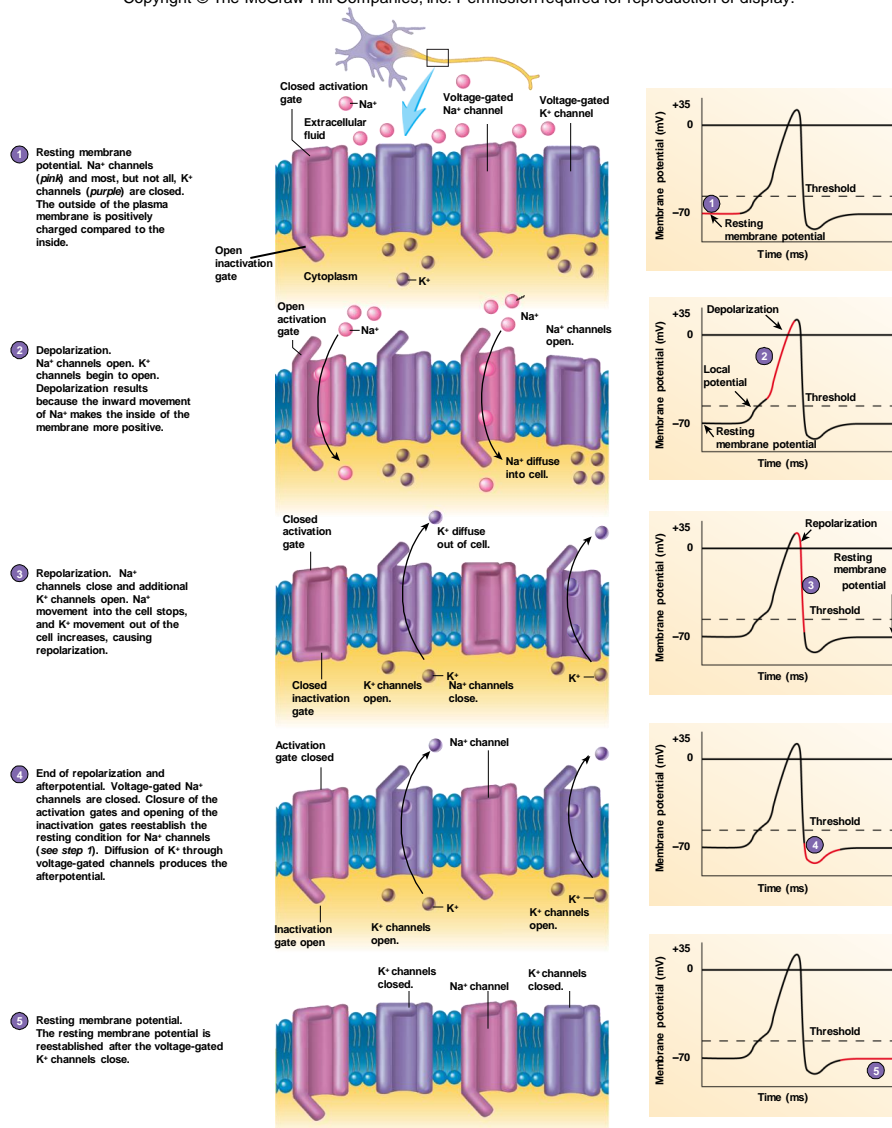 Copyright © The McGraw-Hill Companies, Inc. Permission required for reproduction or display.
1
Resting membrane
potential. Na⁺ channels
(pink) and most, but not all, K⁺
channels (purple) are closed.
The outside of the plasma
membrane is positively
charged compared to the
inside.
Closed activation
gate
Na⁺
Extracellular
fluid
Voltage-gated
Na⁺ channel
Voltage-gated
K⁺ channel
Open
inactivation
gate
Cytoplasm
K⁺
Membrane potential (mV)
+35
0
Threshold
1
–70
Resting
membrane potential
Time (ms)
2
Depolarization.
Na⁺ channels open. K⁺
channels begin to open.
Depolarization results
because the inward movement
of Na⁺ makes the inside of the
membrane more positive.
Open
activation
gate
Na⁺
Na⁺
Na⁺ channels
open.
Na⁺ diffuse
into cell.
Membrane potential (mV)
+35
0
Depolarization
2
Local
potential
Threshold
–70
Resting
membrane potential
Time (ms)
3
Repolarization. Na⁺
channels close and additional
K⁺ channels open. Na⁺
movement into the cell stops,
and K⁺ movement out of the
cell increases, causing
repolarization.
Closed
activation
gate
K⁺ diffuse
out of cell.
Closed
inactivation
gate
K⁺ channels
open.
K⁺
Na⁺ channels
close.
K⁺
Membrane potential (mV)
+35
0
Repolarization
Resting
membrane
potential
3
Threshold
–70
Time (ms)
4
End of repolarization and
afterpotential. Voltage-gated Na⁺
channels are closed. Closure of the
activation gates and opening of the
inactivation gates reestablish the
resting condition for Na⁺ channels
(see step 1). Diffusion of K⁺ through
voltage-gated channels produces the
afterpotential.
Activation
gate closed
Na⁺ channel
Inactivation
gate open
K⁺ channels
open.
K⁺
K⁺
K⁺ channels
open.
Membrane potential (mV)
+35
0
Threshold
–70
4
Time (ms)
5
Resting membrane potential.
The resting membrane potential is
reestablished after the voltage-gated
K⁺ channels close.
K⁺ channels
closed.
Na⁺ channel
K⁺ channels
closed.
Membrane potential (mV)
+35
0
Threshold
–70
5
Time (ms)